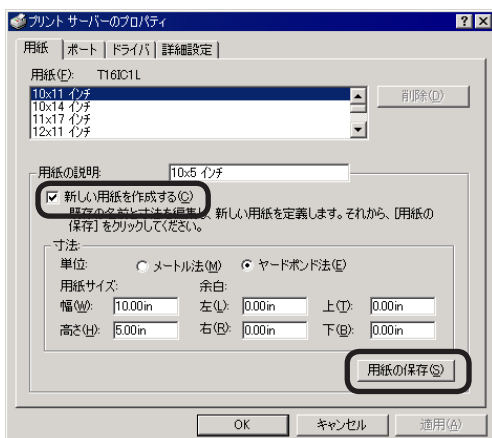 プリント サーバーのプロパティ
用紙 ポート ドライバ 詳細設定
用紙(F): T16IC1L
10x11 インチ
10x14 インチ
11x17 インチ
12x11 インチ
削除(D)
用紙の説明: 10x5 インチ
新しい用紙を作成する(C)
既存の名前と寸法を編集し、新しい用紙を定義します。それから、[用紙の
保存] をクリックしてください。
寸法:
単位: メートル法(M) ヤードポンド法(E)
用紙サイズ: 余白:
幅(W): 10.00in 左(L): 0.00in 上(T): 0.00in
高さ(H): 5.00in 右(R): 0.00in 下(B): 0.00in
用紙の保存(S)
OK キャンセル 適用(A)